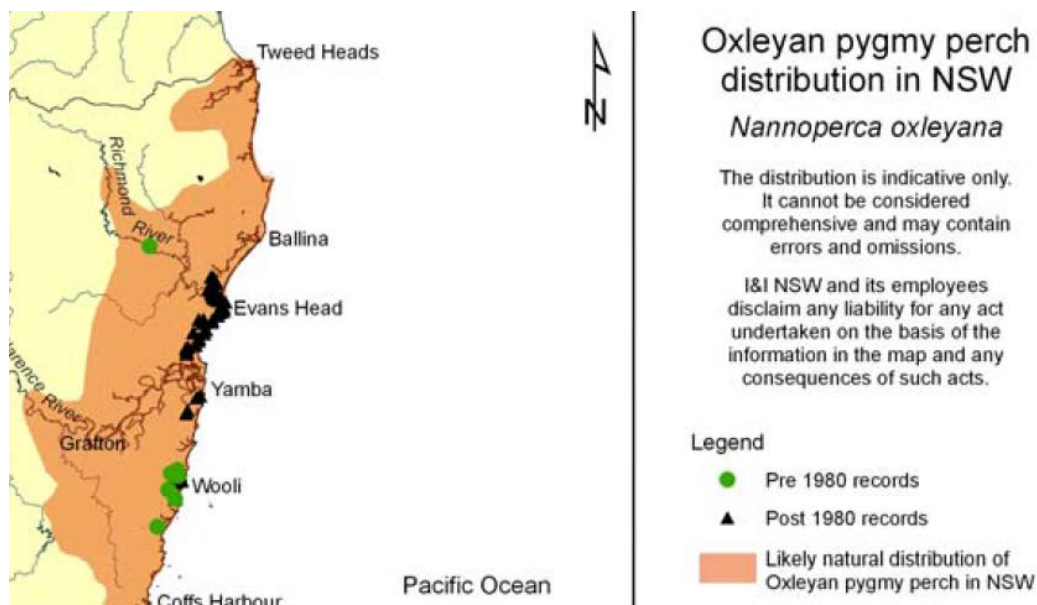 Tweed Heads
Richmond River
Ballina
Evans Head
Yamba
larence River
Grafton
Wooli
Coffs Harbour
Pacific Ocean
N
Oxleyan pygmy perch
distribution in NSW
Nannoperca oxleyana
The distribution is indicative only.
It cannot be considered
comprehensive and may contain
errors and omissions.
I&I NSW and its employees
disclaim any liability for any act
undertaken on the basis of the
information in the map and any
consequences of such acts.
Legend
Pre 1980 records
Post 1980 records
Likely natural distribution of
Oxleyan pygmy perch in NSW